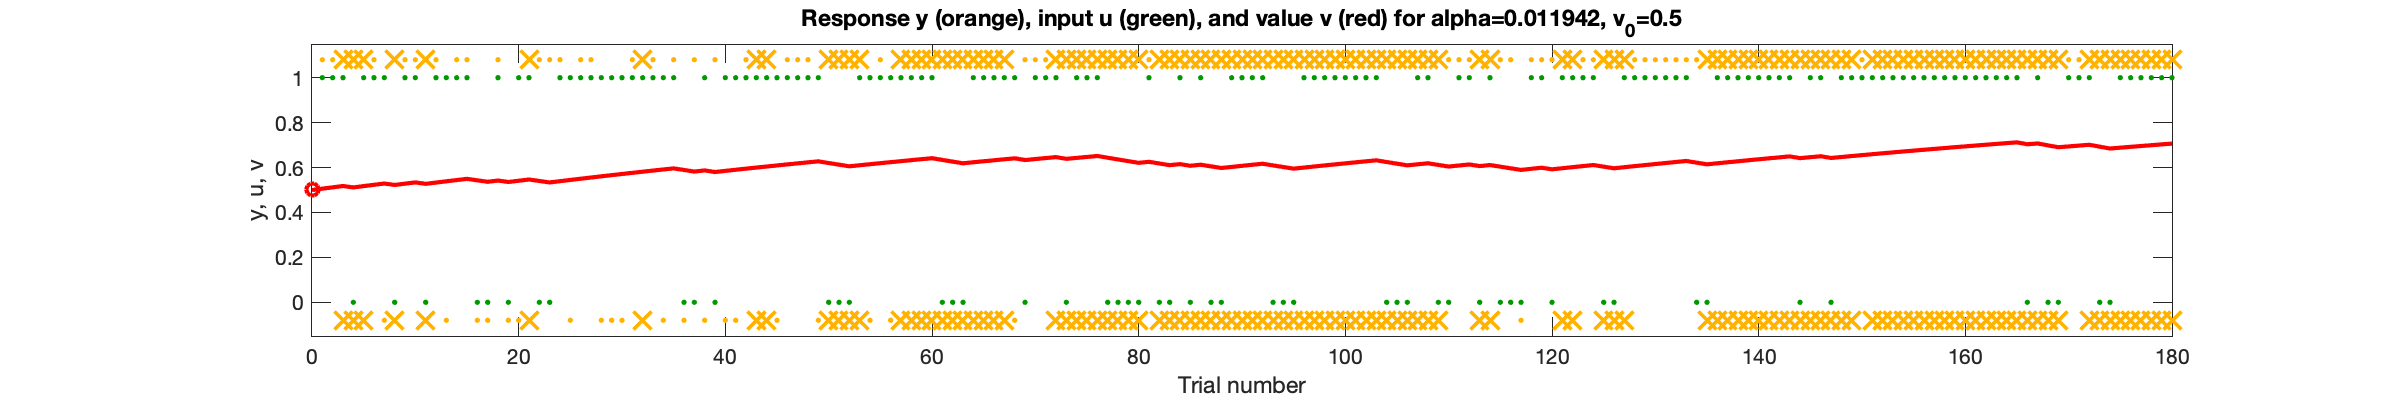 Response y (orange), input u (green), and value v (red) for alpha=0.011942, v_0=0.5
1
0.8
0.6
0.4
0.2
0
y, u, v
0 20 40 60 80 100 120 140 160 180
Trial number